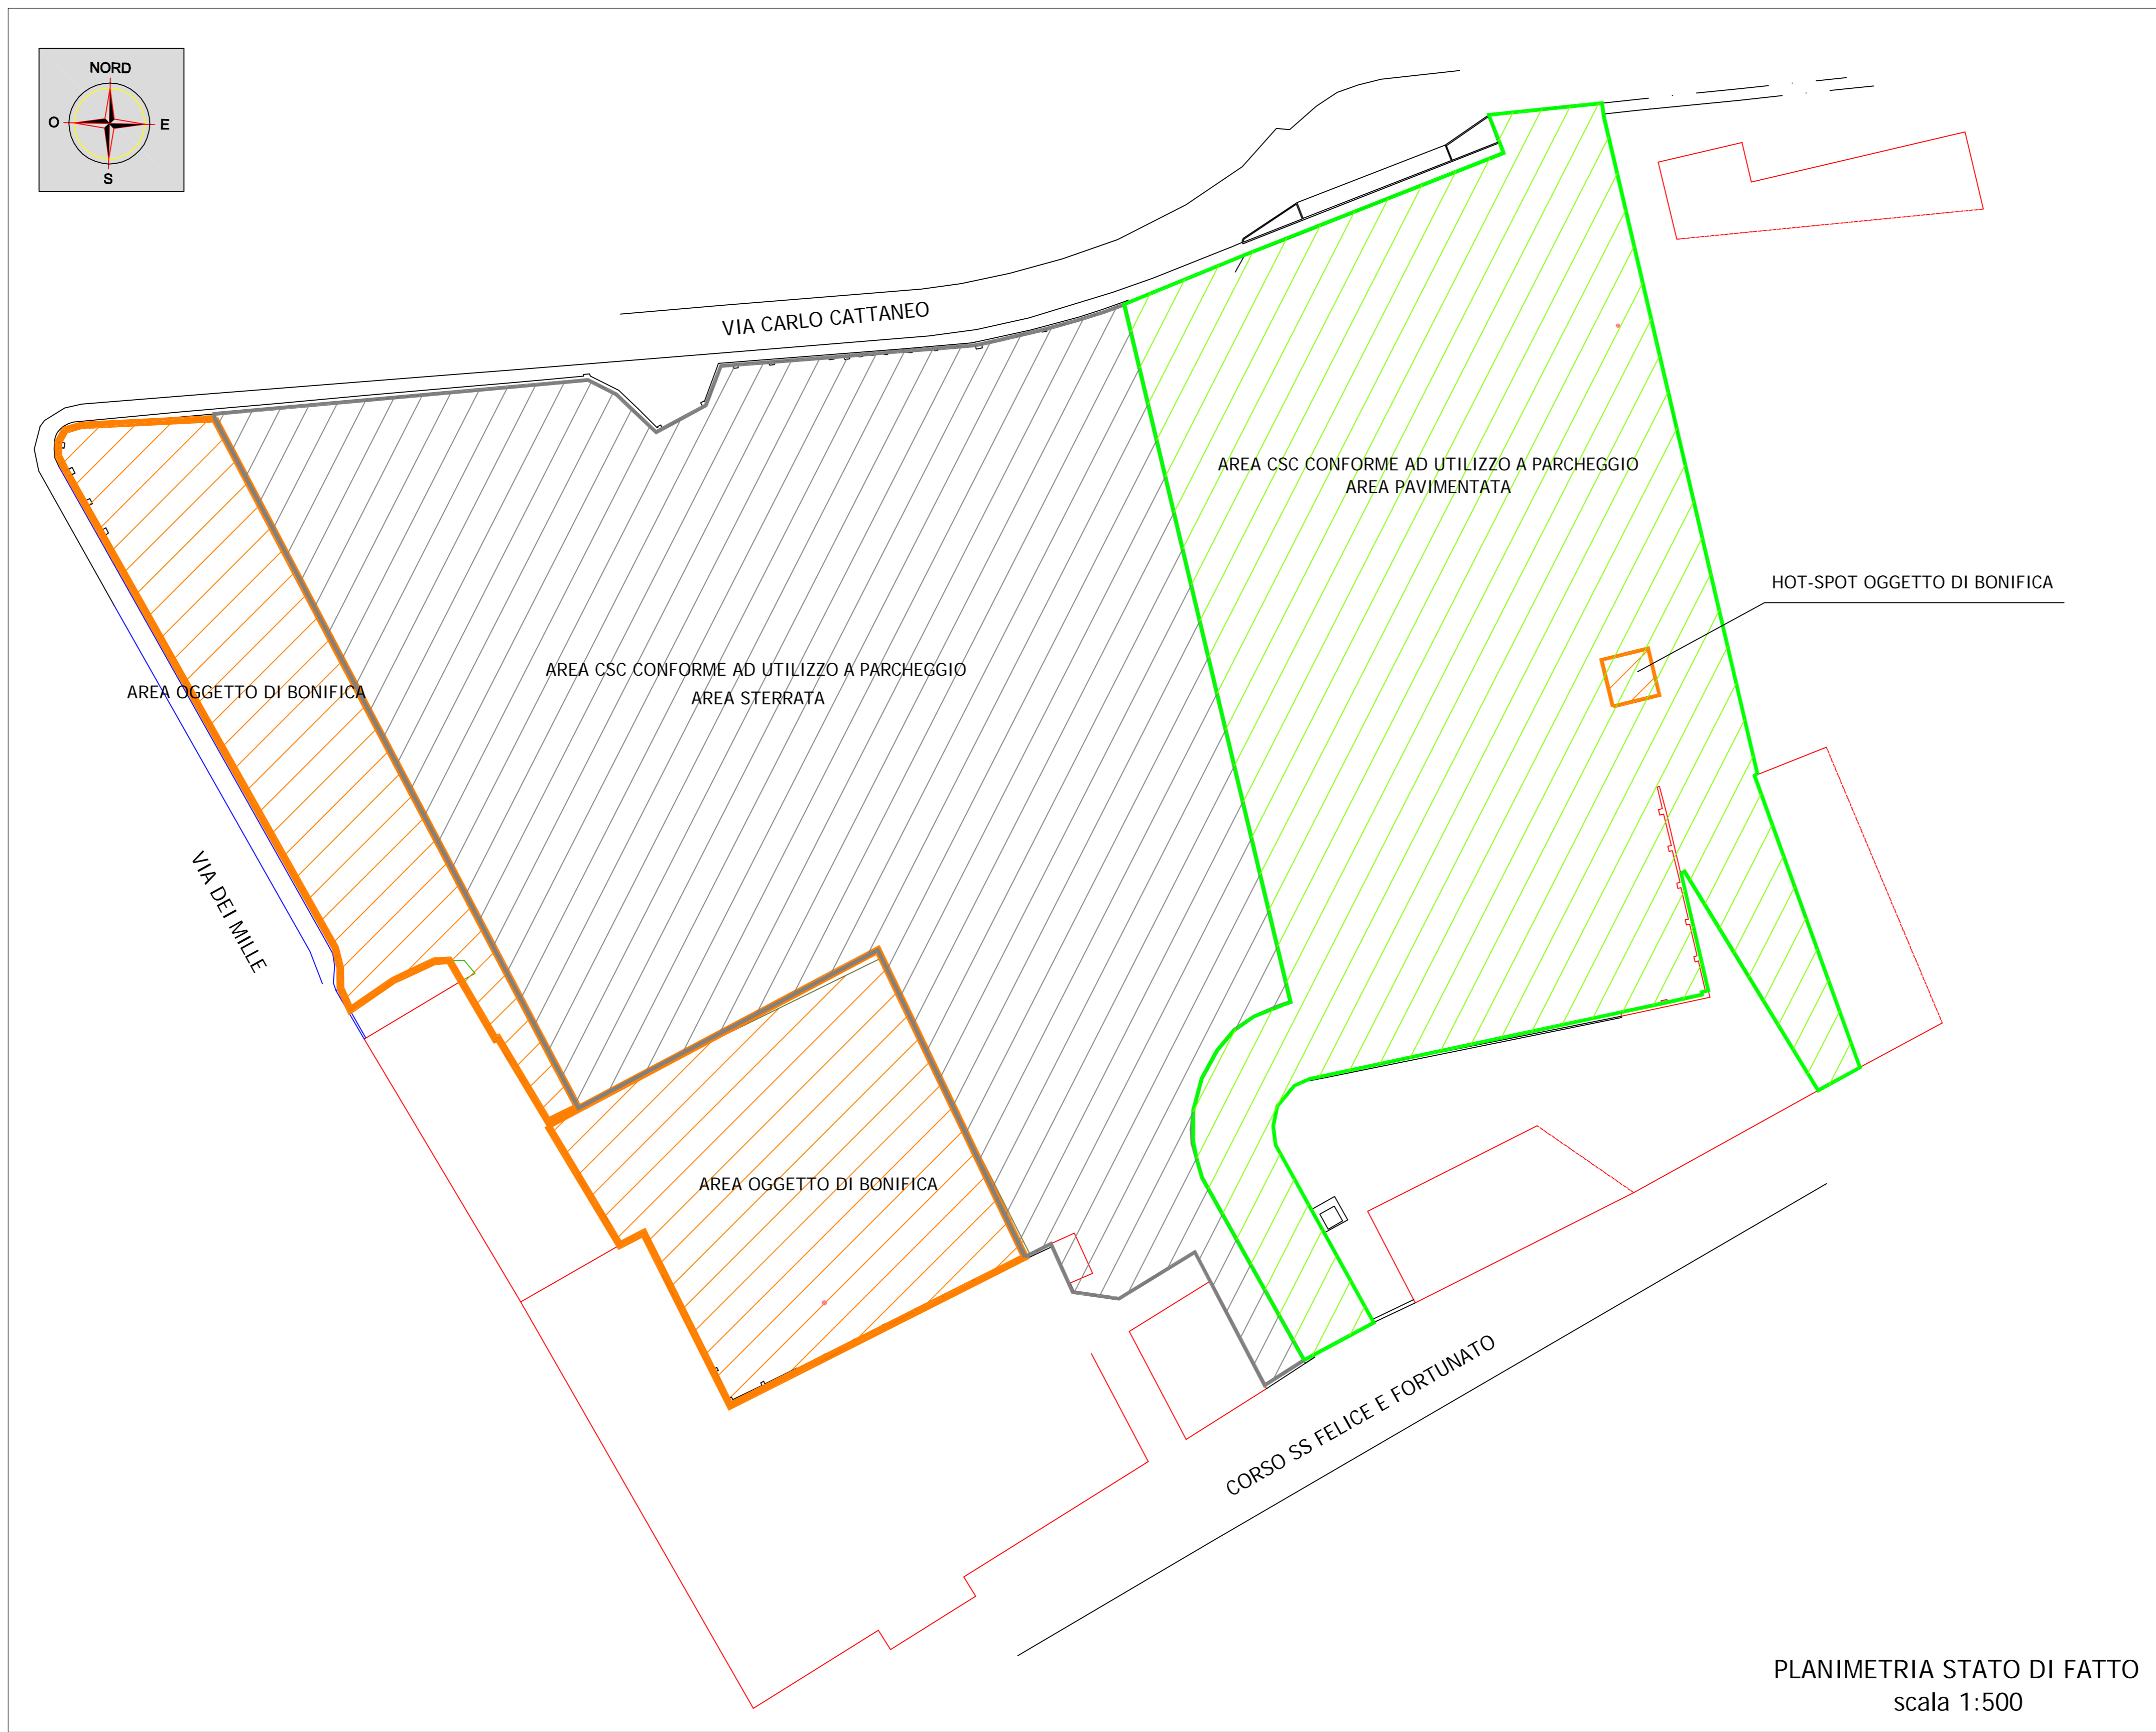 NORD
O
E
S
VIA CARLO CATTANEO
AREA CSC CONFORME AD UTILIZZO A PARCHEGGIO
AREA PAVIMENTATA
HOT-SPOT OGGETTO DI BONIFICA
AREA CSC CONFORME AD UTILIZZO A PARCHEGGIO
AREA STERRATA
AREA OGGETTO DI BONIFICA
VIA DEI MILLE
AREA OGGETTO DI BONIFICA
CORSO SS FELICE E FORTUNATO
PLANIMETRIA STATO DI FATTO
scala 1:500